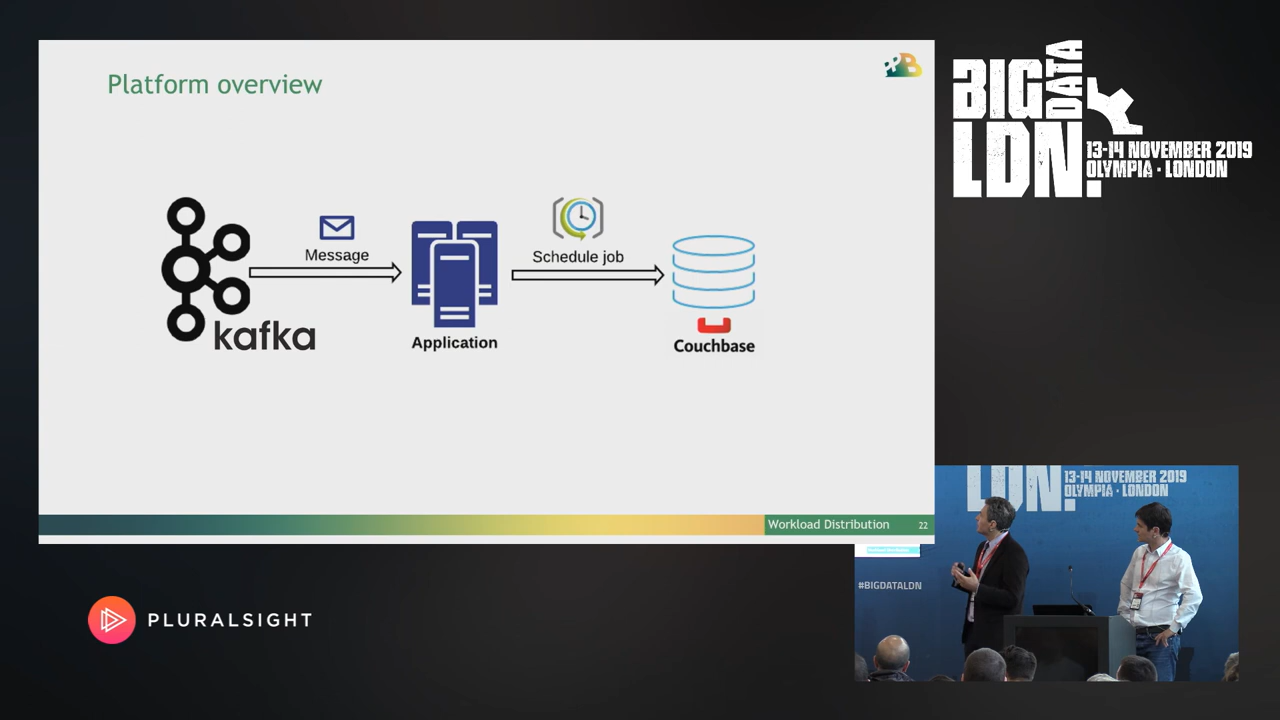 Platform overview
Message
Schedule job
kafka
Application
Couchbase
Workload Distribution 22
BIG
DATA
LDN.
13-14 NOVEMBER 2019
OLYMPIA · LONDON
LDN.
13-14 NOVEMBER 2019
OLYMPIA · LONDON
#BIGDATALDN
PLURALSIGHT